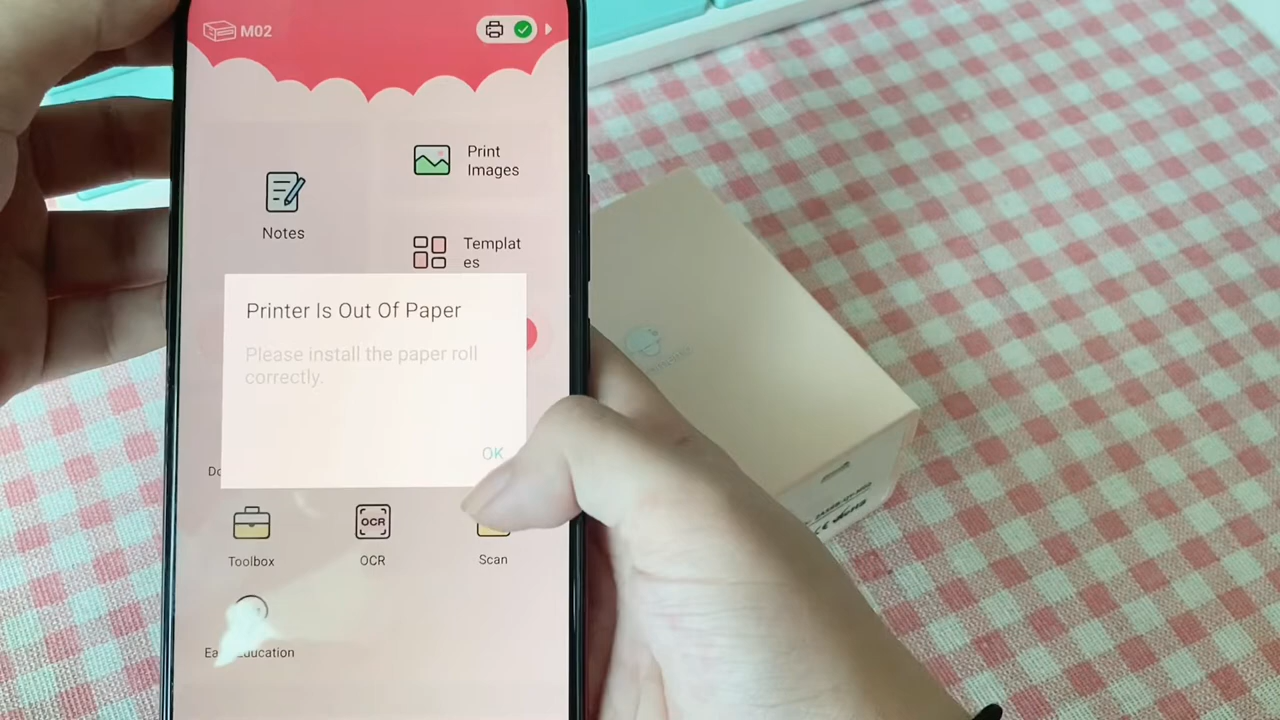 M02
Print
Images
Notes
Templat
es
Printer Is Out Of Paper
Please install the paper roll
correctly.
OK
OCR
Toolbox
OCR
Scan